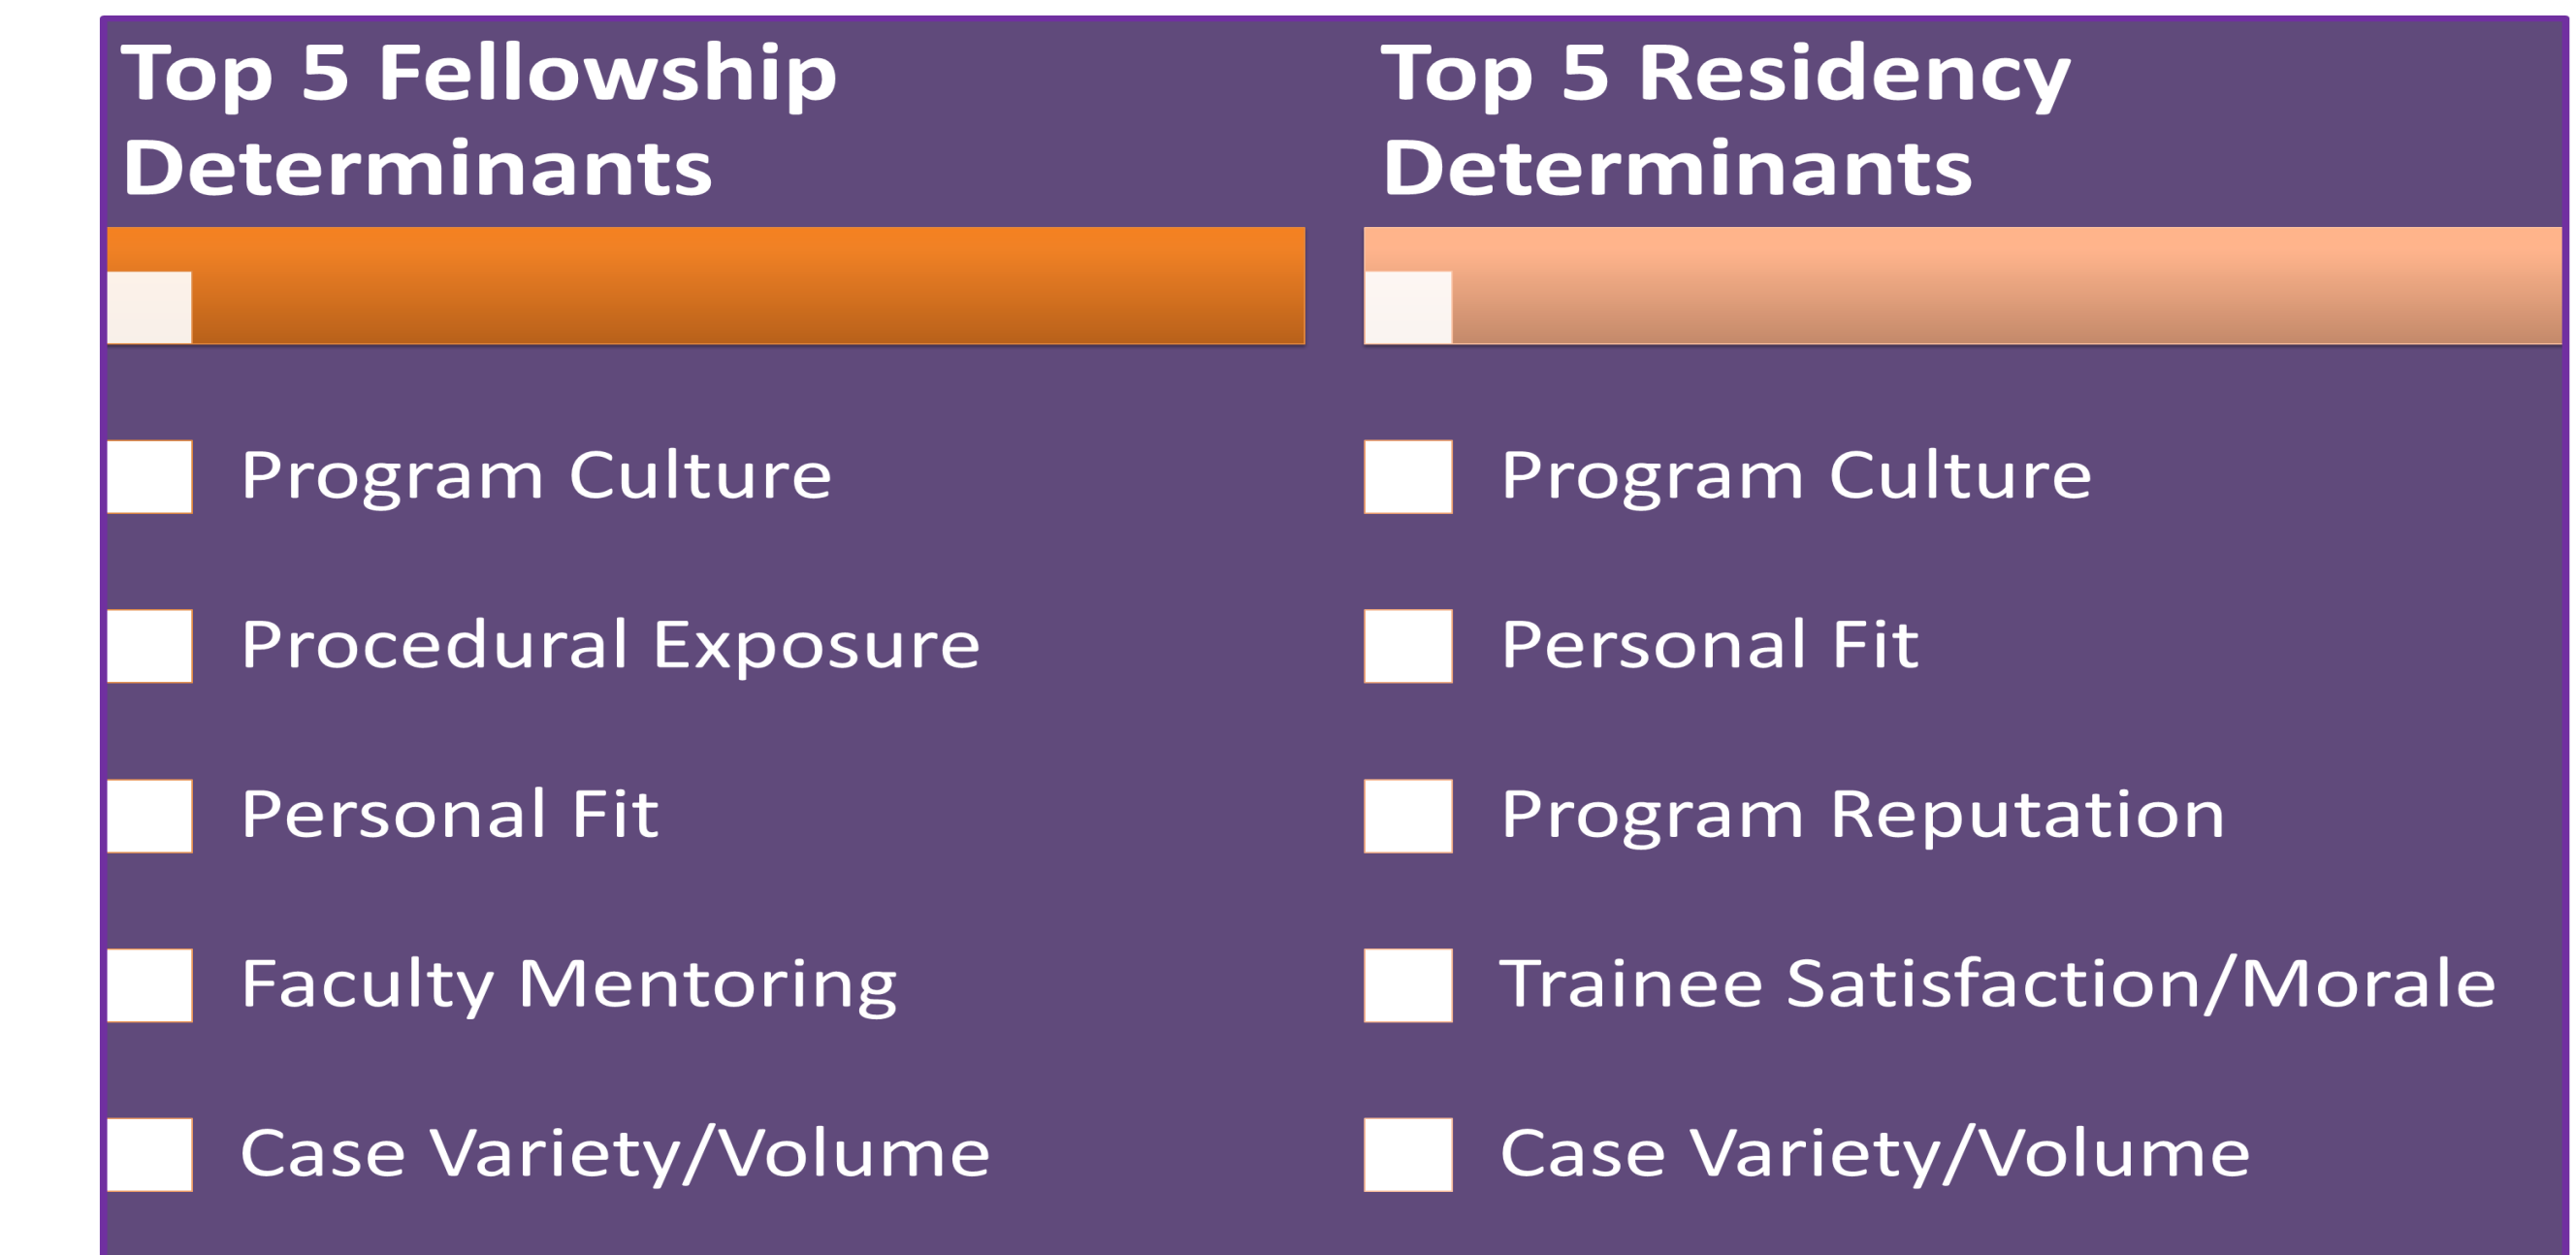 Top 5 Fellowship
Determinants
Program Culture
Procedural Exposure
Personal Fit
Faculty Mentoring
Case Variety/Volume
Top 5 Residency
Determinants
Program Culture
Personal Fit
Program Reputation
Trainee Satisfaction/Morale
Case Variety/Volume